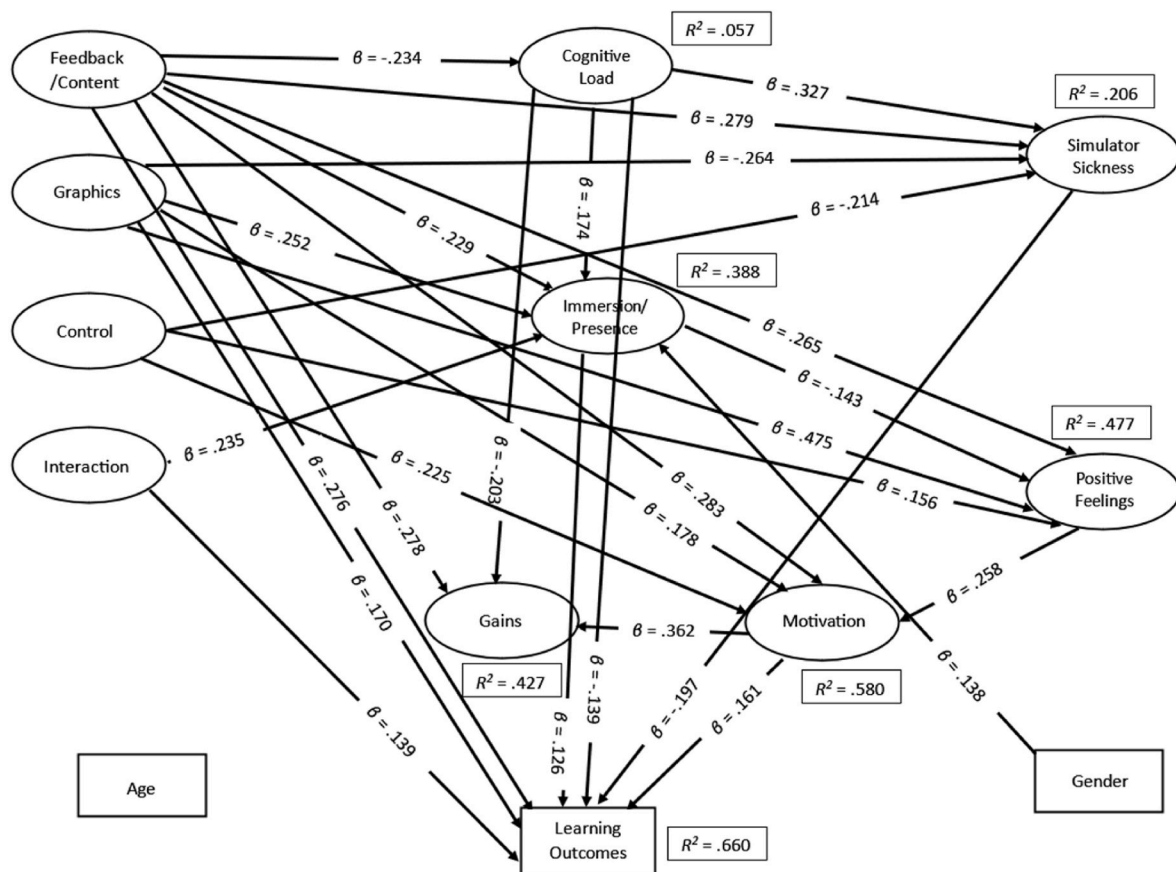 Feedback
/Content
β = -.234
Cognitive
Load
R² = .057
β = .327
R² = .206
β = .279
Simulator
Sickness
β = -.264
Graphics
β = .252
β = .229
β = .174
β = -.214
R² = .388
Immersion/
Presence
Control
β = .265
β = -.143
R² = .477
β = .235
Interaction
β = .225
β = -.203
β = .475
Positive
Feelings
β = .156
β = .283
β = .178
β = .276
β = .278
β = .258
Gains
β = .362
Motivation
β = .170
R² = .427
R² = .580
β = .139
β = .126
β = -.139
β = -.197
β = .161
β = .138
Age
Gender
Learning
Outcomes
R² = .660